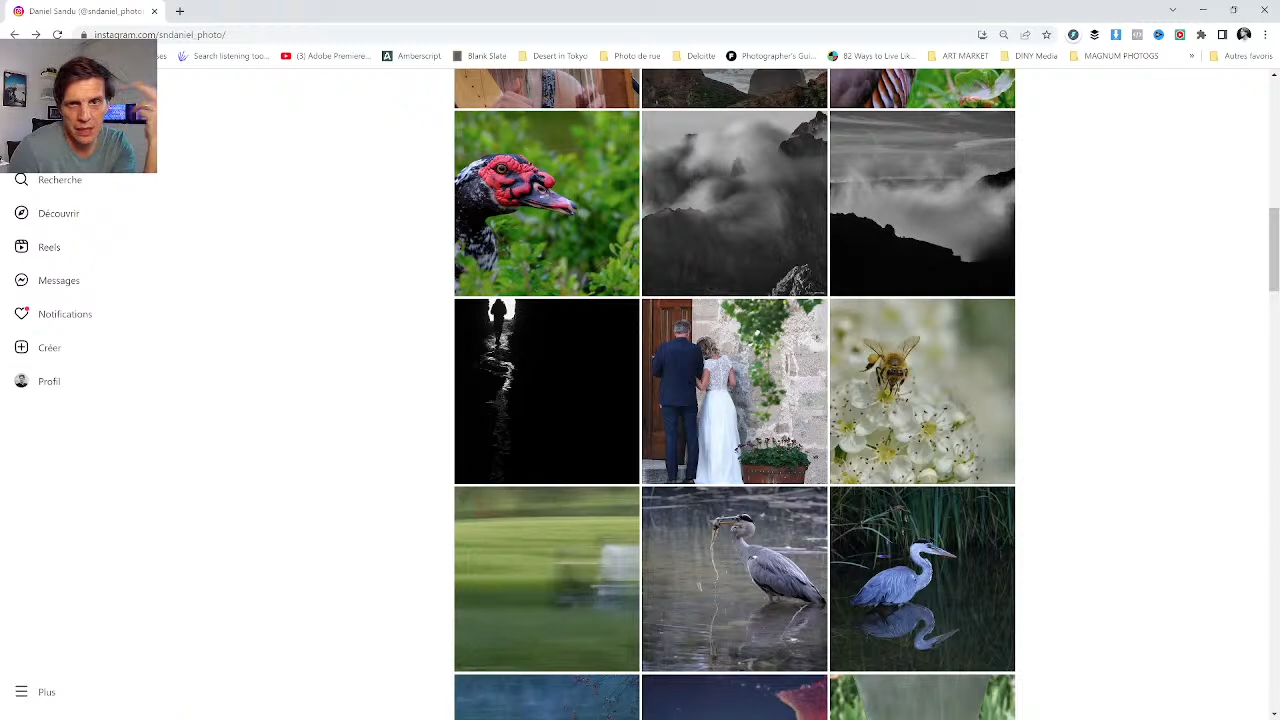 Daniel Sandu (@sndaniel_photo
instagram.com/sndaniel_photo/
ses
Search listening too...
(3) Adobe Premiere...
Amberscript
Blank Slate
Desert in Tokyo
Photo de rue
Deloitte
Photographer's Gui...
82 Ways to Live Lik...
ART MARKET
DINY Media
MAGNUM PHOTOGS
»
Autres favoris
Recherche
Découvrir
Reels
Messages
Notifications
Créer
Profil
Plus